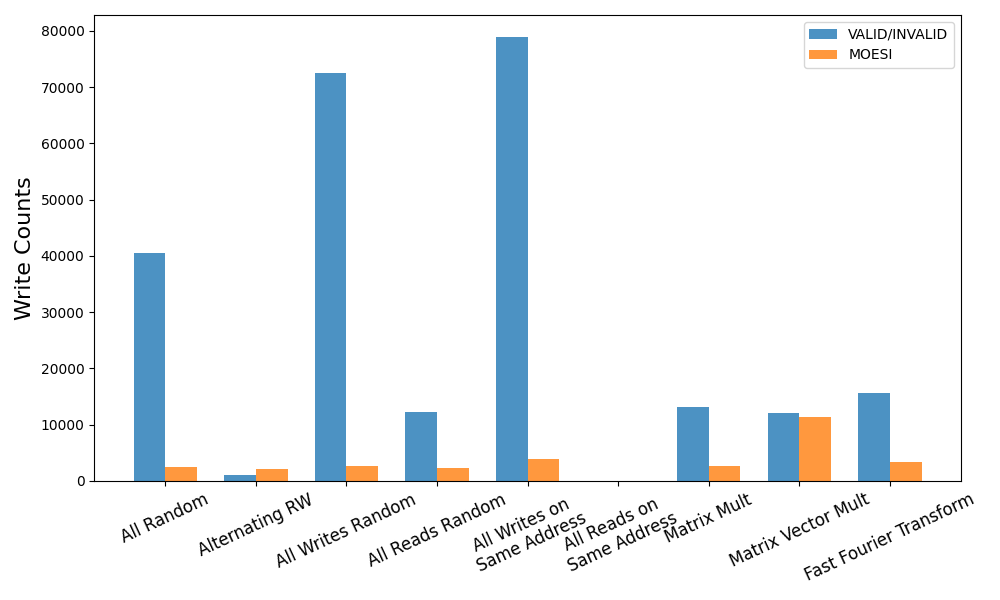 VALID/INVALID
MOESI
Write Counts
80000
70000
60000
50000
40000
30000
20000
10000
0
All Random
Alternating RW
All Writes Random
All Reads Random
All Writes on
Same Address
All Reads on
Same Address
Matrix Mult
Matrix Vector Mult
Fast Fourier Transform